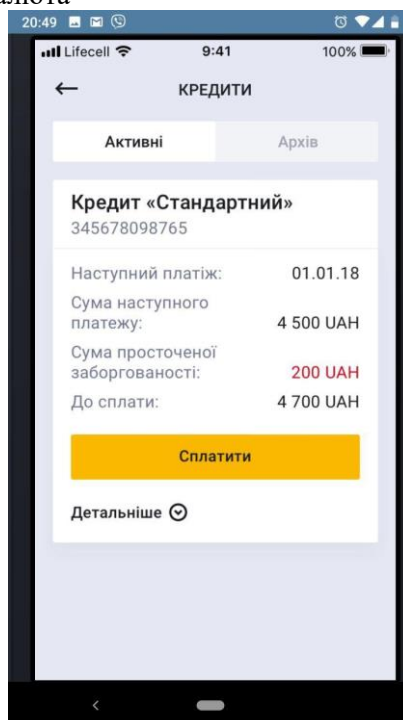 20:49
Lifecell 9:41 100%
КРЕДИТИ
Активні Архів
Кредит «Стандартний»
345678098765
Наступний платіж: 01.01.18
Сума наступного
платежу: 4 500 UAH
Сума просточеної
заборгованості: 200 UAH
До сплати: 4 700 UAH
Сплатити
Детальніше